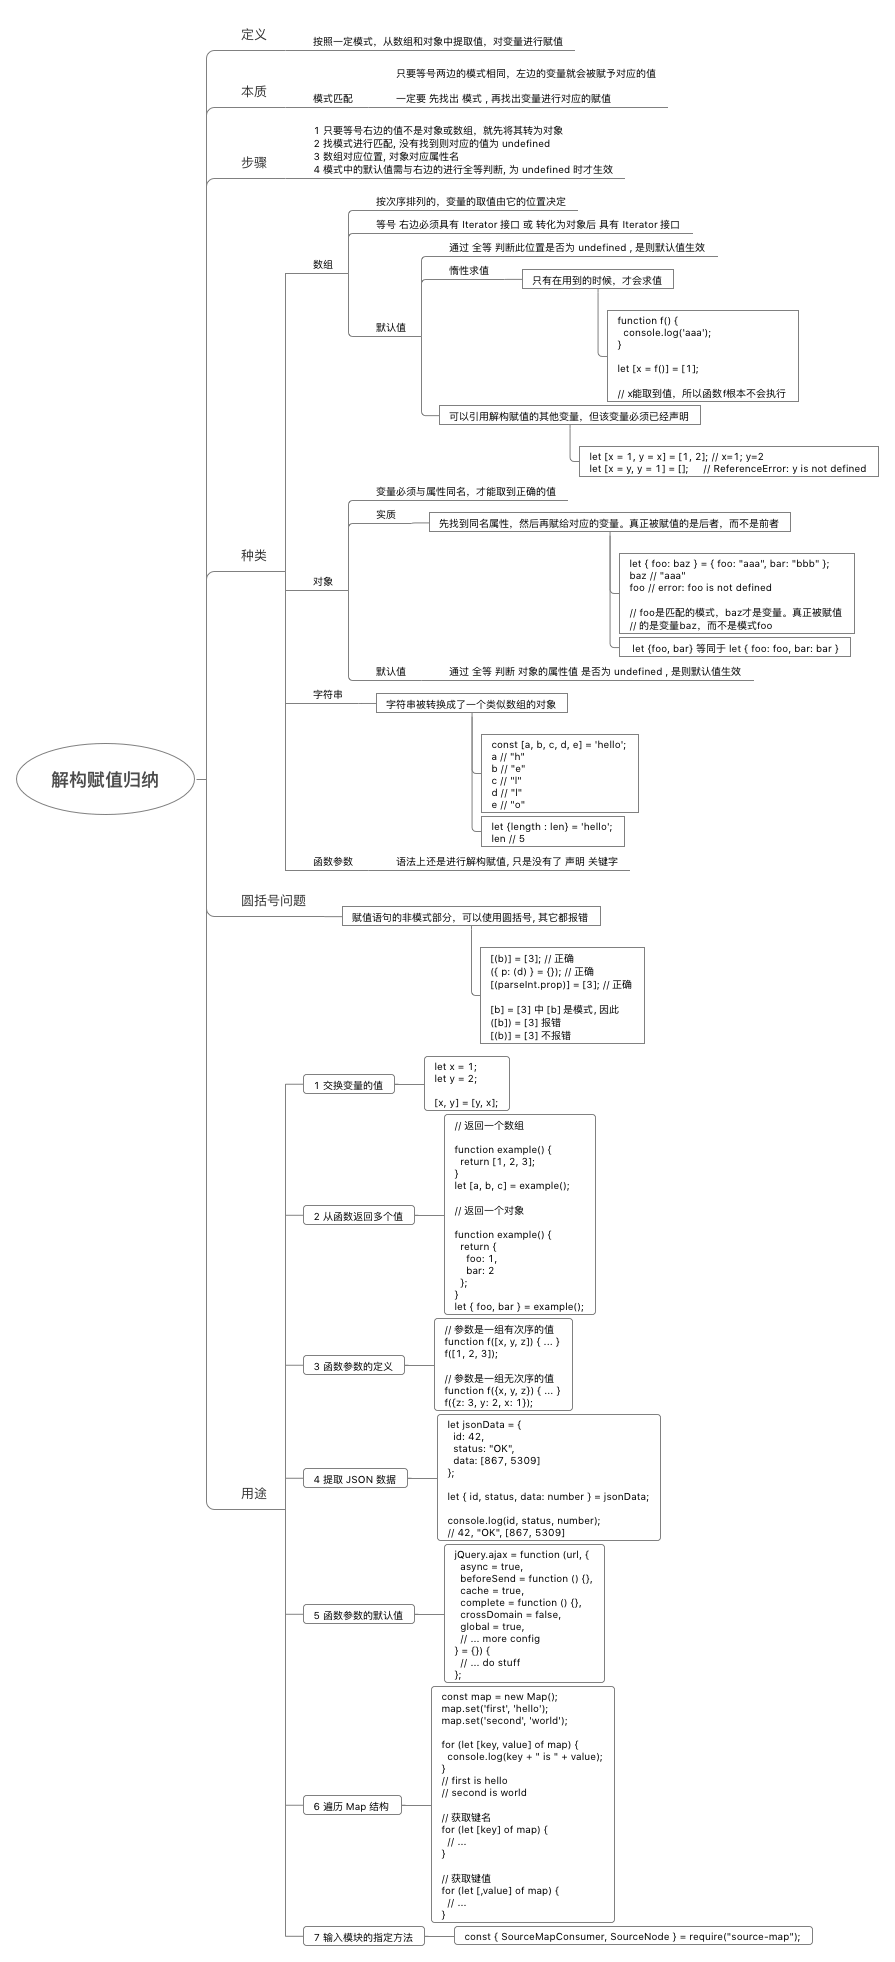 解构赋值归纳
定义
按照一定模式，从数组和对象中提取值，对变量进行赋值
本质
模式匹配
只要等号两边的模式相同，左边的变量就会被赋予对应的值
一定要 先找出 模式 , 再找出变量进行对应的赋值
步骤
1 只要等号右边的值不是对象或数组，就先将其转为对象
2 找模式进行匹配, 没有找到则对应的值为 undefined
3 数组对应位置, 对象对应属性名
4 模式中的默认值需与右边的进行全等判断, 为 undefined 时才生效
种类
数组
按次序排列的，变量的取值由它的位置决定
等号 右边必须具有 Iterator 接口 或 转化为对象后 具有 Iterator 接口
默认值
通过 全等 判断此位置是否为 undefined , 是则默认值生效
惰性求值
只有在用到的时候，才会求值
function f() {
console.log('aaa');
}
let [x = f()] = [1];
// x能取到值，所以函数f根本不会执行
可以引用解构赋值的其他变量，但该变量必须已经声明
let [x = 1, y = x] = [1, 2]; // x=1; y=2
let [x = y, y = 1] = []; // ReferenceError: y is not defined
对象
变量必须与属性同名，才能取到正确的值
实质
先找到同名属性，然后再赋给对应的变量。真正被赋值的是后者，而不是前者
let { foo: baz } = { foo: "aaa", bar: "bbb" };
baz // "aaa"
foo // error: foo is not defined
// foo是匹配的模式，baz才是变量。真正被赋值
// 的是变量baz，而不是模式foo
let {foo, bar} 等同于 let { foo: foo, bar: bar }
默认值
通过 全等 判断 对象的属性值 是否为 undefined , 是则默认值生效
字符串
字符串被转换成了一个类似数组的对象
const [a, b, c, d, e] = 'hello';
a // "h"
b // "e"
c // "l"
d // "l"
e // "o"
let {length : len} = 'hello';
len // 5
函数参数
语法上还是进行解构赋值, 只是没有了 声明 关键字
圆括号问题
赋值语句的非模式部分，可以使用圆括号, 其它都报错
[(b)] = [3]; // 正确
({ p: (d) } = {}); // 正确
[(parseInt.prop)] = [3]; // 正确
[b] = [3] 中 [b] 是模式, 因此
([b]) = [3] 报错
[(b)] = [3] 不报错
用途
1 交换变量的值
let x = 1;
let y = 2;
[x, y] = [y, x];
2 从函数返回多个值
// 返回一个数组
function example() {
return [1, 2, 3];
}
let [a, b, c] = example();
// 返回一个对象
function example() {
return {
foo: 1,
bar: 2
};
}
let { foo, bar } = example();
3 函数参数的定义
// 参数是一组有次序的值
function f([x, y, z]) { ... }
f([1, 2, 3]);
// 参数是一组无次序的值
function f({x, y, z}) { ... }
f({z: 3, y: 2, x: 1});
4 提取 JSON 数据
let jsonData = {
id: 42,
status: "OK",
data: [867, 5309]
};
let { id, status, data: number } = jsonData;
console.log(id, status, number);
// 42, "OK", [867, 5309]
5 函数参数的默认值
jQuery.ajax = function (url, {
async = true,
beforeSend = function () {},
cache = true,
complete = function () {},
crossDomain = false,
global = true,
// ... more config
} = {}) {
// ... do stuff
};
6 遍历 Map 结构
const map = new Map();
map.set('first', 'hello');
map.set('second', 'world');
for (let [key, value] of map) {
console.log(key + " is " + value);
}
// first is hello
// second is world
// 获取键名
for (let [key] of map) {
// ...
}
// 获取键值
for (let [,value] of map) {
// ...
}
7 输入模块的指定方法
const { SourceMapConsumer, SourceNode } = require("source-map");